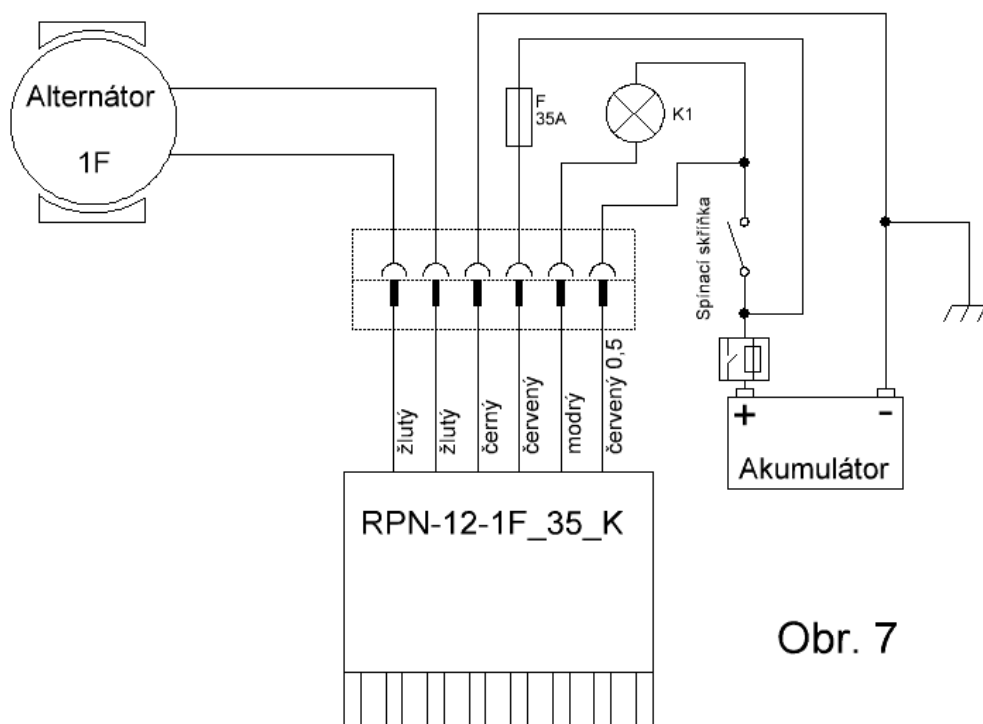 Alternátor
1F
F
35A
K1
Spínací skříňka
žlutý
žlutý
černý
červený
modrý
červený 0,5
+
-
Akumulátor
RPN-12-1F_35_K
Obr. 7